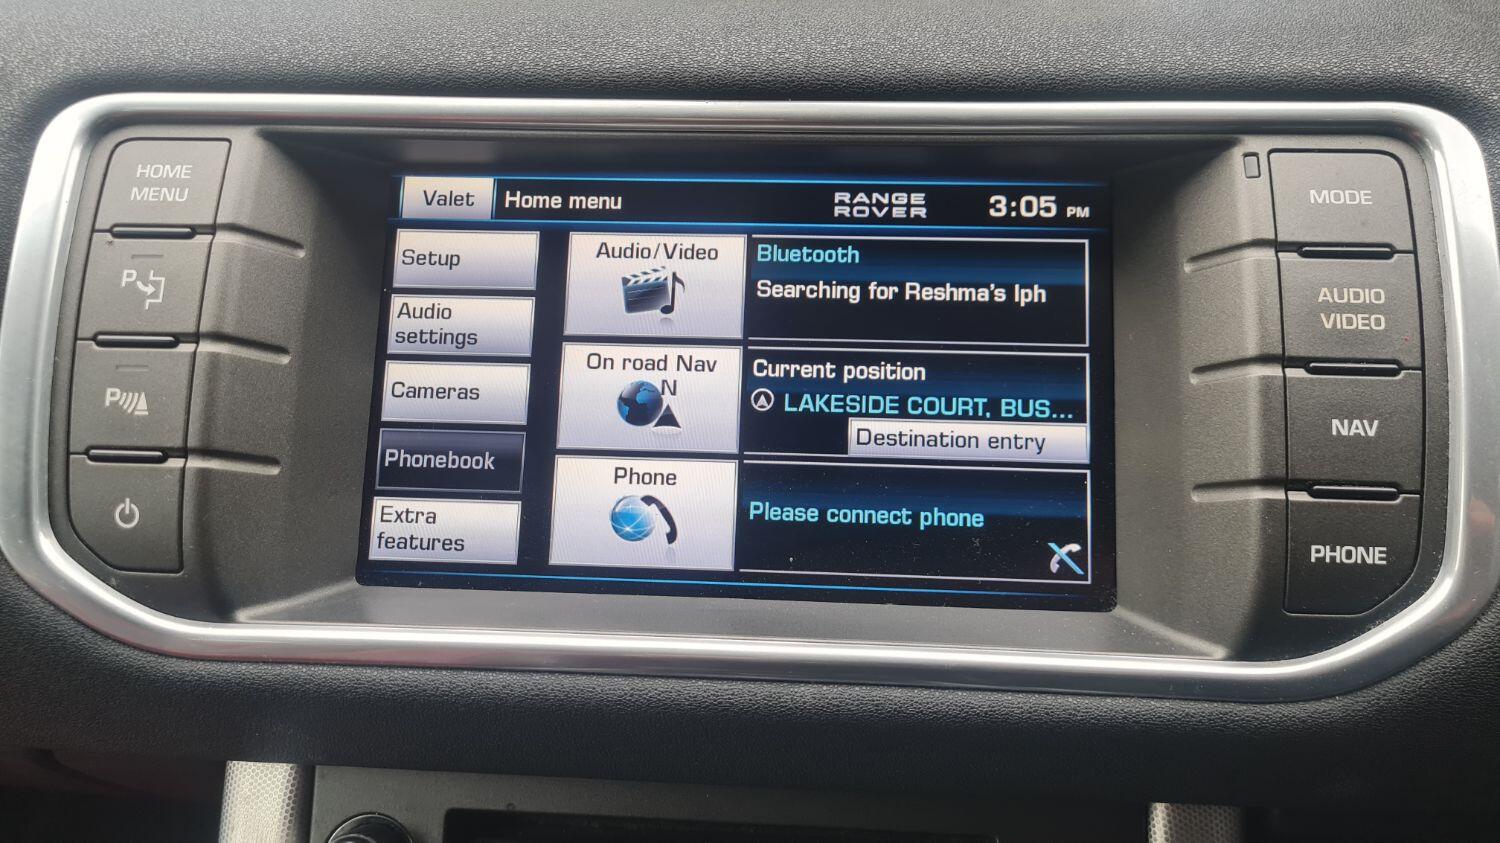 HOME
MENU
P
P
Valet
Home menu
RANGE
ROVER
3:05 PM
Setup
Audio
settings
Cameras
Phonebook
Extra
features
Audio/Video
On road Nav
N
Phone
Bluetooth
Searching for Reshma's Iph
Current position
LAKESIDE COURT, BUS...
Destination entry
Please connect phone
MODE
AUDIO
VIDEO
NAV
PHONE